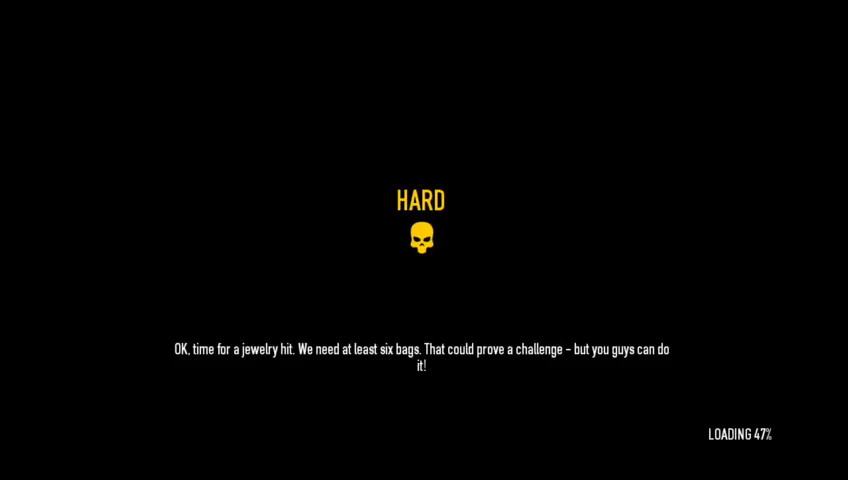 HARD
OK, time for a jewelry hit. We need at least six bags. That could prove a challenge - but you guys can do
it!
LOADING 47%